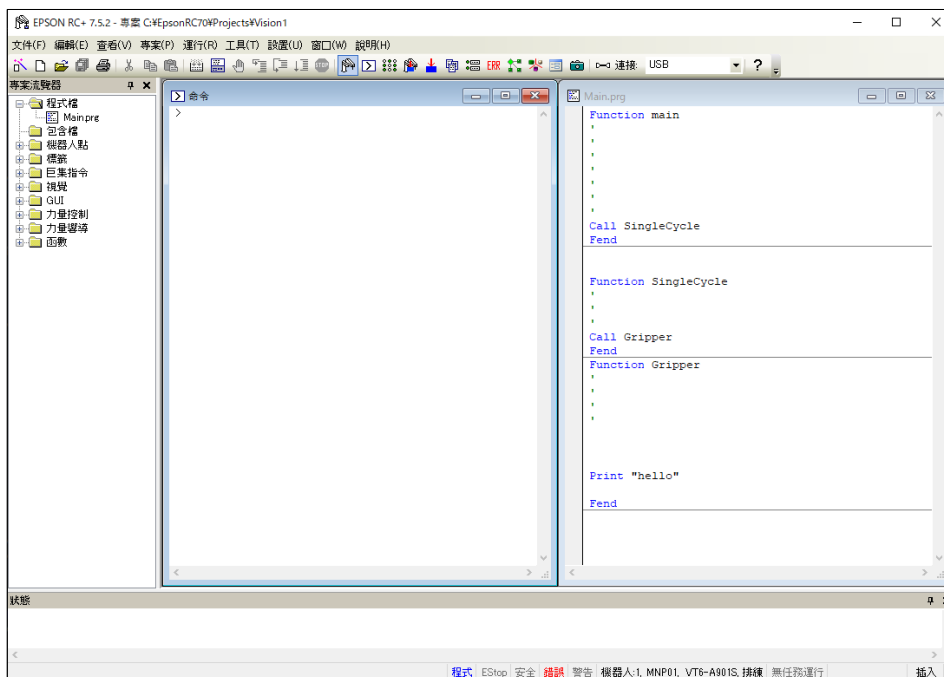 EPSON RC+ 7.5.2 - 專案 C:¥EpsonRC70¥Projects¥Vision1
文件(F) 編輯(E) 查看(V) 專案(P) 運行(R) 工具(T) 設置(U) 窗口(W) 說明(H)
ERR 連接: USB ?
專案流覽器
程式檔
Main.prg
包含檔
機器人點
標籤
巨集指令
視覺
GUI
力量控制
力量嚮導
函數
命令
>
Main.prg
Function main
'
'
'
'
'
'
'
Call SingleCycle
Fend
Function SingleCycle
'
'
'
Call Gripper
Fend
Function Gripper
'
'
'
'
Print "hello"
Fend
狀態
程式 EStop 安全 錯誤 警告 機器人:1, MNP01, VT6-A901S, 排練 無任務運行 插入